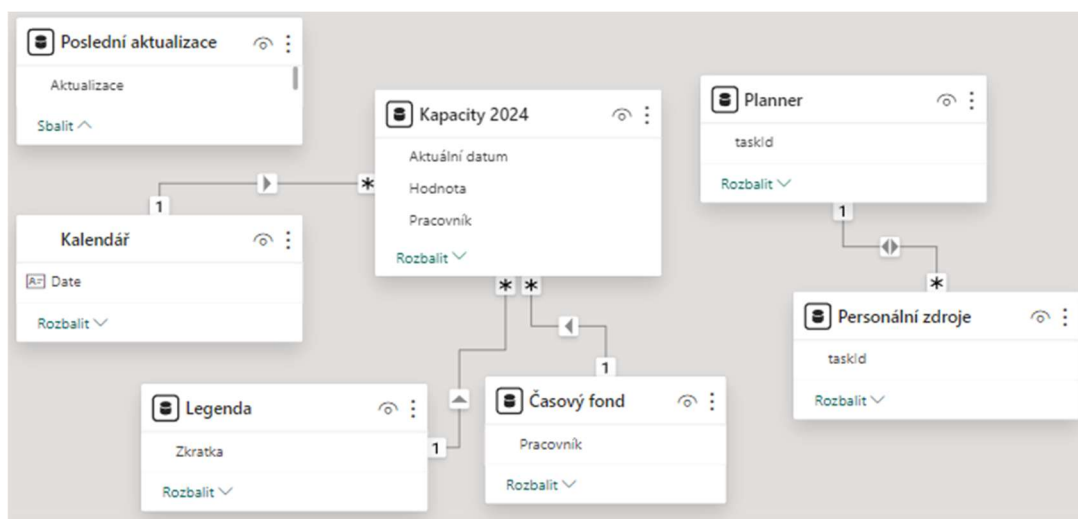 Poslední aktualizace
Aktualizace
Sbalit
Kapacity 2024
Aktuální datum
Hodnota
Pracovník
Rozbalit
Planner
taskId
Rozbalit
1
*
1
Kalendář
Date
Rozbalit
*
*
*
Personální zdroje
taskId
Rozbalit
1
Legenda
Zkratka
Rozbalit
1
Časový fond
Pracovník
Rozbalit